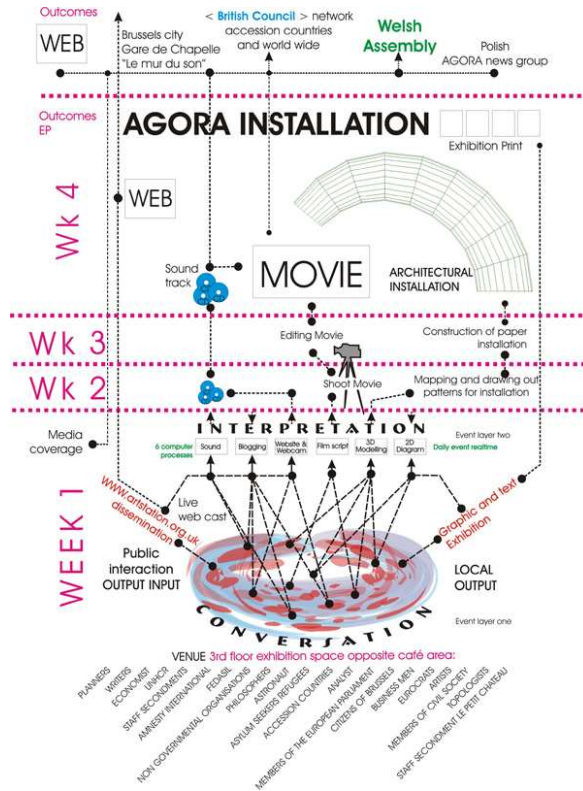 Outcomes
WEB
Brussels city
Gare de Chapelle
"Le mur du son"
< British Council > network
accession countries
and world wide
Welsh
Assembly
Polish
AGORA news group
Outcomes
EP
AGORA INSTALLATION
Exhibition Print
Wk 4
WEB
Sound
track
MOVIE
ARCHITECTURAL
INSTALLATION
Wk 3
Editing Movie
Construction of paper
installation
Wk 2
Shoot Movie
Mapping and drawing out
patterns for installation
INTERPRETATION
Media
coverage
6 computer
processes
Sound
Blogging
Website &
Webcam
Film script
3D
Modelling
2D
Diagram
Event layer two
Daily event realtime
WEEK 1
www.artstation.org.uk
dissemination
Live
web cast
Graphic and text
Exhibition
Public
interaction
OUTPUT INPUT
LOCAL
OUTPUT
CONVERSATION
Event layer one
VENUE 3rd floor exhibition space opposite café area:
PLANNERS
WRITERS
ECONOMIST
UNHCR
STAFF SECONDMENTS
AMNESTY INTERNATIONAL
FEDASIL
NON GOVERNMENTAL ORGANISATIONS
PHILOSOPHERS
ASTRONAUT
ASYLUM SEEKERS REFUGEES
ACCESSION COUNTRIES
ANALYST
MEMBERS OF THE EUROPEAN PARLIAMENT
CITIZENS OF BRUSSELS
BUSINESS MEN
EUROCRATS
ARTISTS
MEMBERS OF CIVIL SOCIETY
TOPOLOGISTS
STAFF SECONDMENT LE PETIT CHATEAU